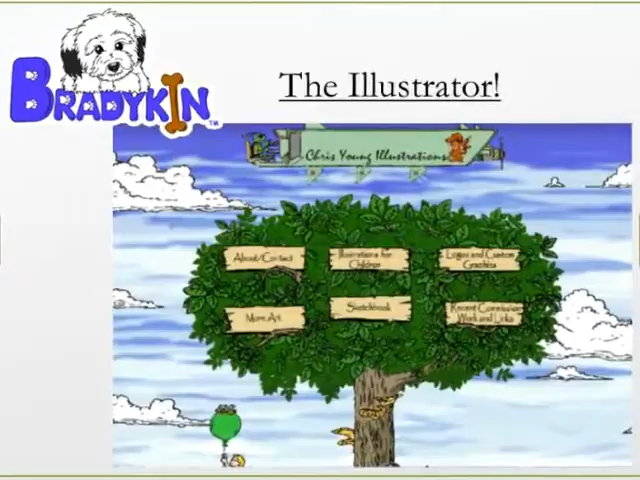 The Illustrator!
BRADYKIN
TM
Chris Young Illustrations
About/Contact
Illustrations for
Children
Logos and Custom
Graphics
More Art
Sketchbook
Recent Commission
Work and Links